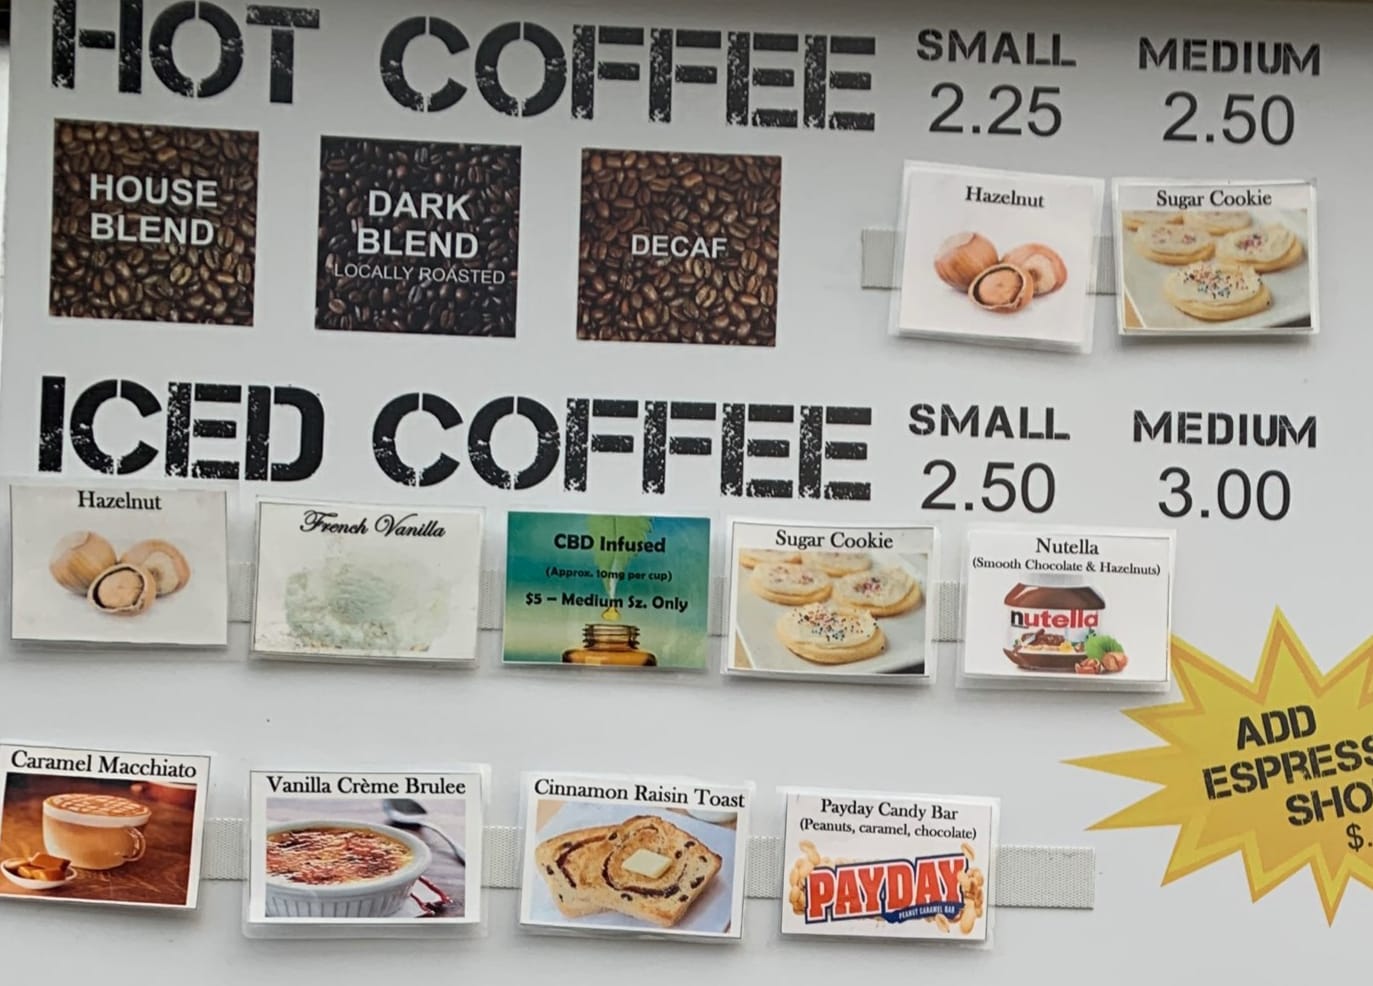 HOT COFFEE SMALL MEDIUM
2.25 2.50
HOUSE
BLEND
DARK
BLEND
LOCALLY ROASTED
DECAF
Hazelnut
Sugar Cookie
ICED COFFEE SMALL MEDIUM
2.50 3.00
Hazelnut
French Vanilla
CBD Infused
(Approx. 10mg per cup)
$5 – Medium Sz. Only
Sugar Cookie
Nutella
(Smooth Chocolate & Hazelnuts)
nutella
Caramel Macchiato
Vanilla Crème Brulee
Cinnamon Raisin Toast
Payday Candy Bar
(Peanuts, caramel, chocolate)
PAYDAY
PEANUT CARAMEL BAR
ADD
ESPRESS
SHO
$.